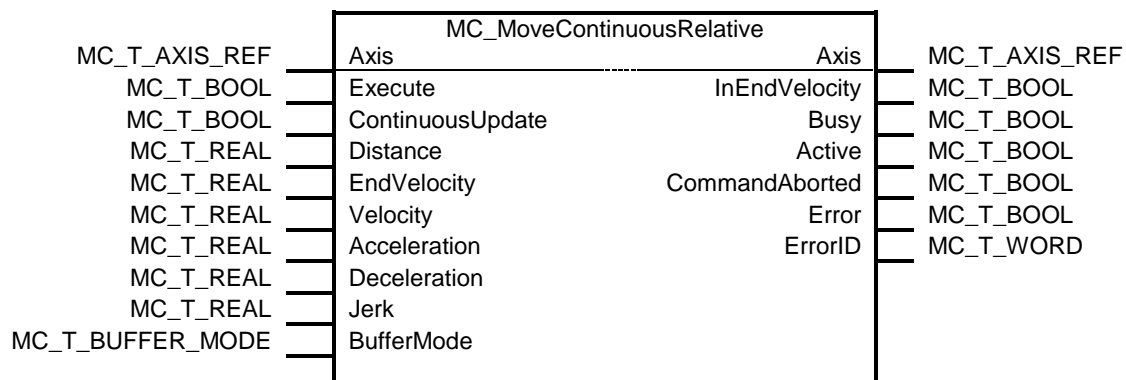 MC_MoveContinuousRelative
MC_T_AXIS_REF Axis Axis MC_T_AXIS_REF
MC_T_BOOL Execute InEndVelocity MC_T_BOOL
MC_T_BOOL ContinuousUpdate Busy MC_T_BOOL
MC_T_REAL Distance Active MC_T_BOOL
MC_T_REAL EndVelocity CommandAborted MC_T_BOOL
MC_T_REAL Velocity Error MC_T_BOOL
MC_T_REAL Acceleration ErrorID MC_T_WORD
MC_T_REAL Deceleration
MC_T_REAL Jerk
MC_T_BUFFER_MODE BufferMode